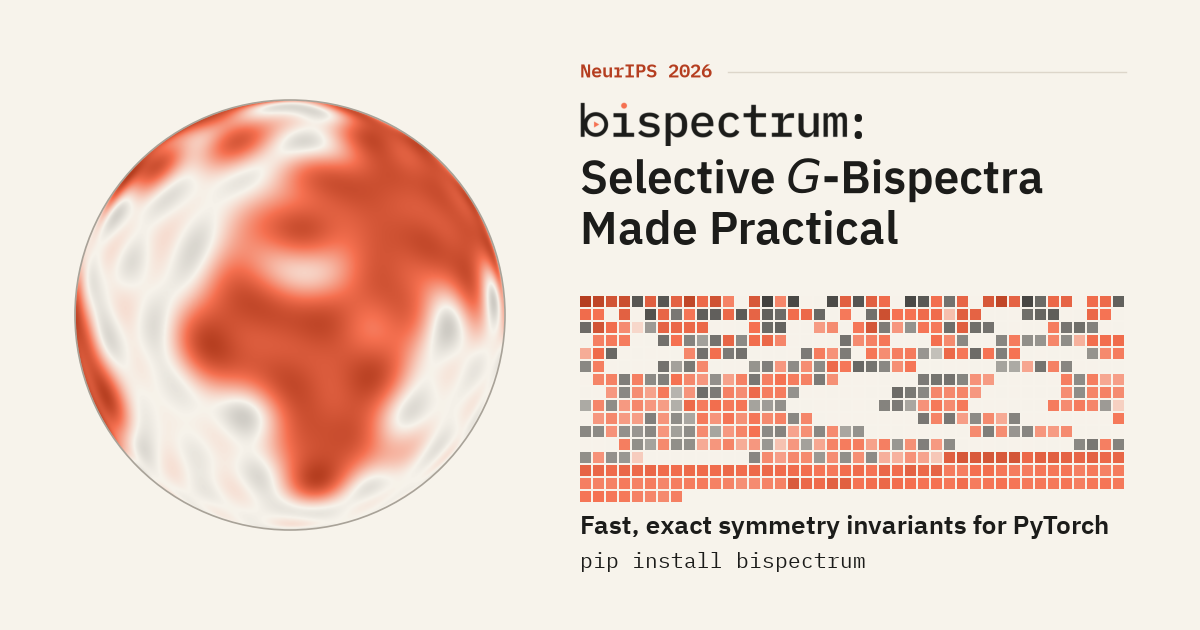 NeurIPS 2026
bispectrum:
Selective G-Bispectra
Made Practical
Fast, exact symmetry invariants for PyTorch
pip install bispectrum